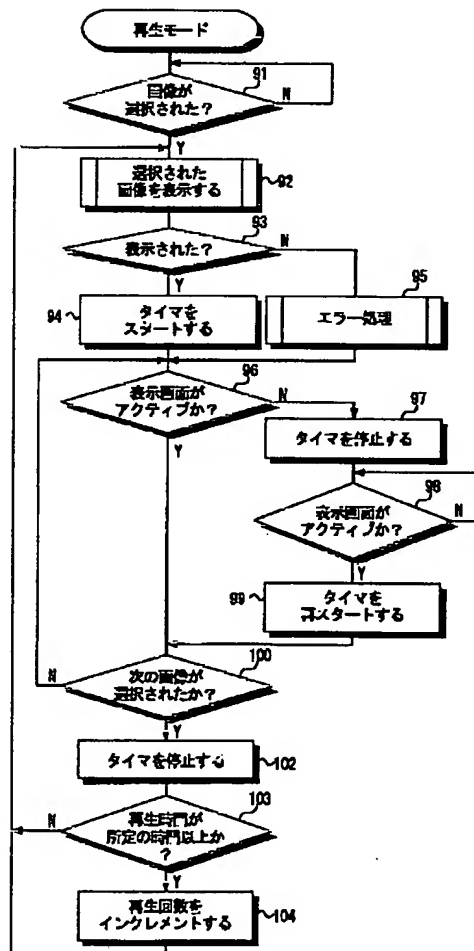 再生モード
91
画像が
選択された?
N
Y
選択された
画像を表示する
92
93
表示された?
N
Y
94
タイマを
スタートする
95
エラー処理
96
表示画面が
アクティブか?
N
Y
97
タイマを停止する
98
表示画面が
アクティブか?
N
Y
99
タイマを
再スタートする
100
次の画像が
選択されたか?
N
Y
タイマを停止する
102
103
再生時間が
所定の時間以上か
?
N
Y
再生回数を
インクレメントする
104